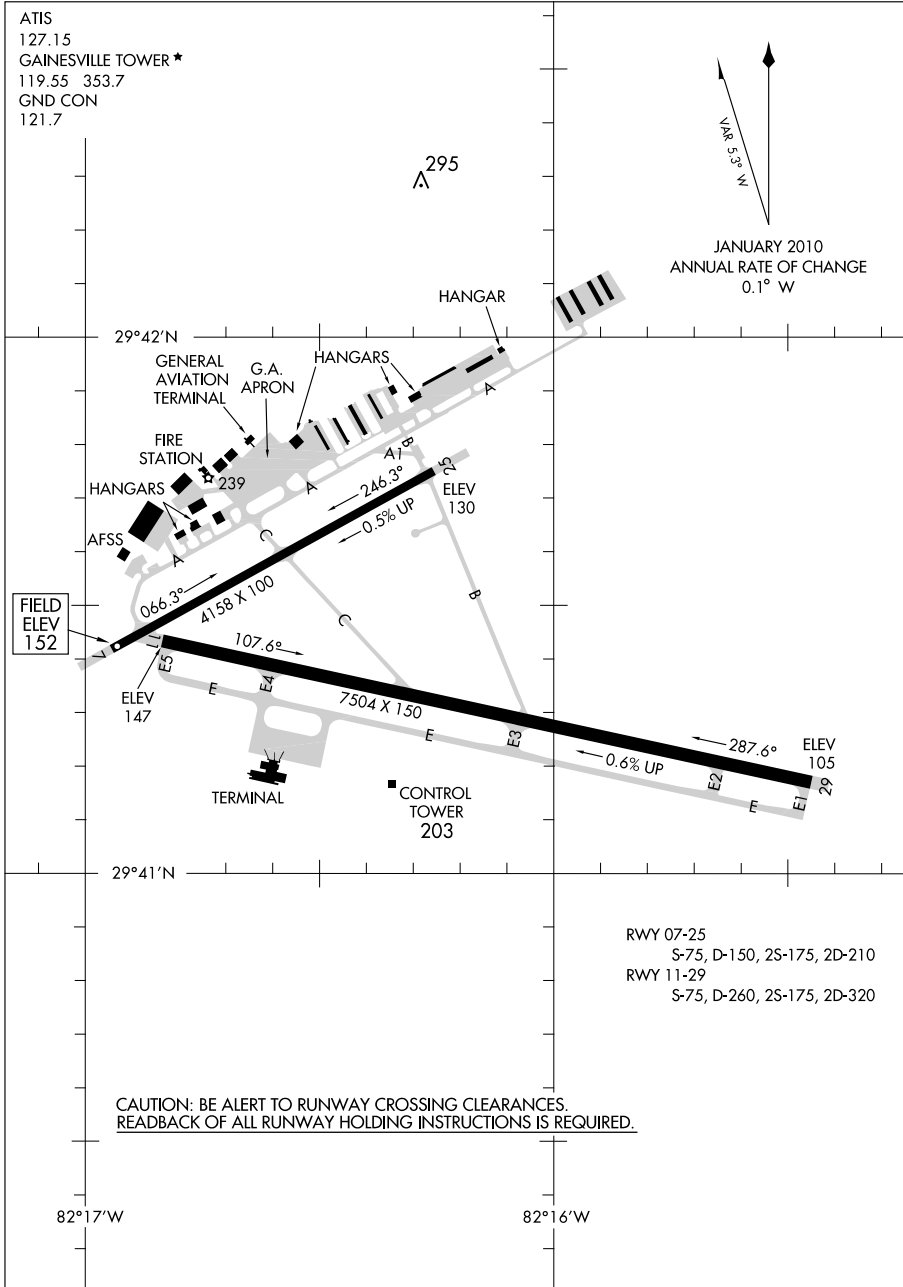 ATIS
127.15
GAINESVILLE TOWER ★
119.55 353.7
GND CON
121.7
295
VAR 5.3° W
JANUARY 2010
ANNUAL RATE OF CHANGE
0.1° W
HANGAR
29°42'N
GENERAL
AVIATION
TERMINAL
G.A.
APRON
HANGARS
A
FIRE
STATION
239
B
A1
A
246.3°
25
ELEV
130
HANGARS
0.5% UP
AFSS
A
C
066.3°
4158 X 100
B
FIELD
ELEV
152
7
11
107.6°
C
E5
ELEV
147
E
E4
7504 X 150
E
E3
0.6% UP
287.6°
ELEV
105
29
E2
E
E1
TERMINAL
CONTROL
TOWER
203
29°41'N
RWY 07-25
S-75, D-150, 2S-175, 2D-210
RWY 11-29
S-75, D-260, 2S-175, 2D-320
CAUTION: BE ALERT TO RUNWAY CROSSING CLEARANCES.
READBACK OF ALL RUNWAY HOLDING INSTRUCTIONS IS REQUIRED.
82°17'W
82°16'W